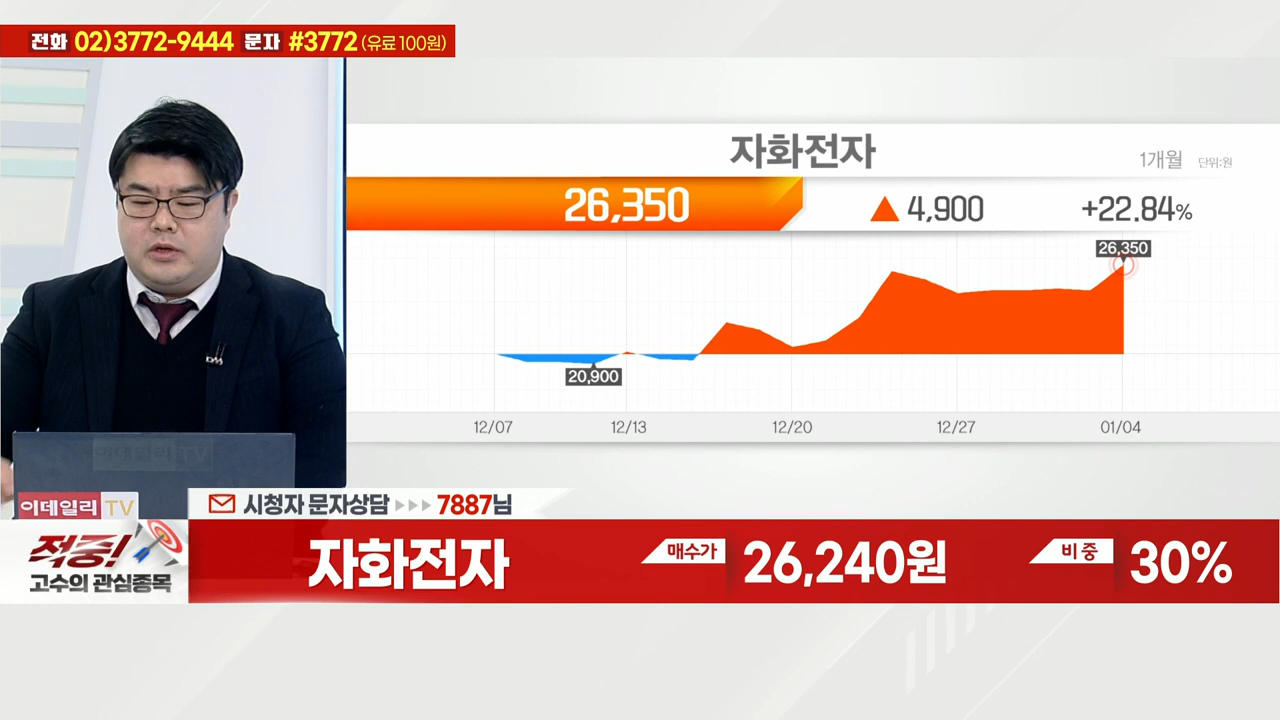 전화 02)3772-9444 문자 #3772 (유료 100원)
자화전자
1개월 단위:원
26,350 ▲ 4,900 +22.84%
26,350
20,900
12/07 12/13 12/20 12/27 01/04
이데일리 TV
시청자 문자상담 ▶▶▶ 7887님
적중!
고수의 관심종목
자화전자 매수가 26,240원 비중 30%